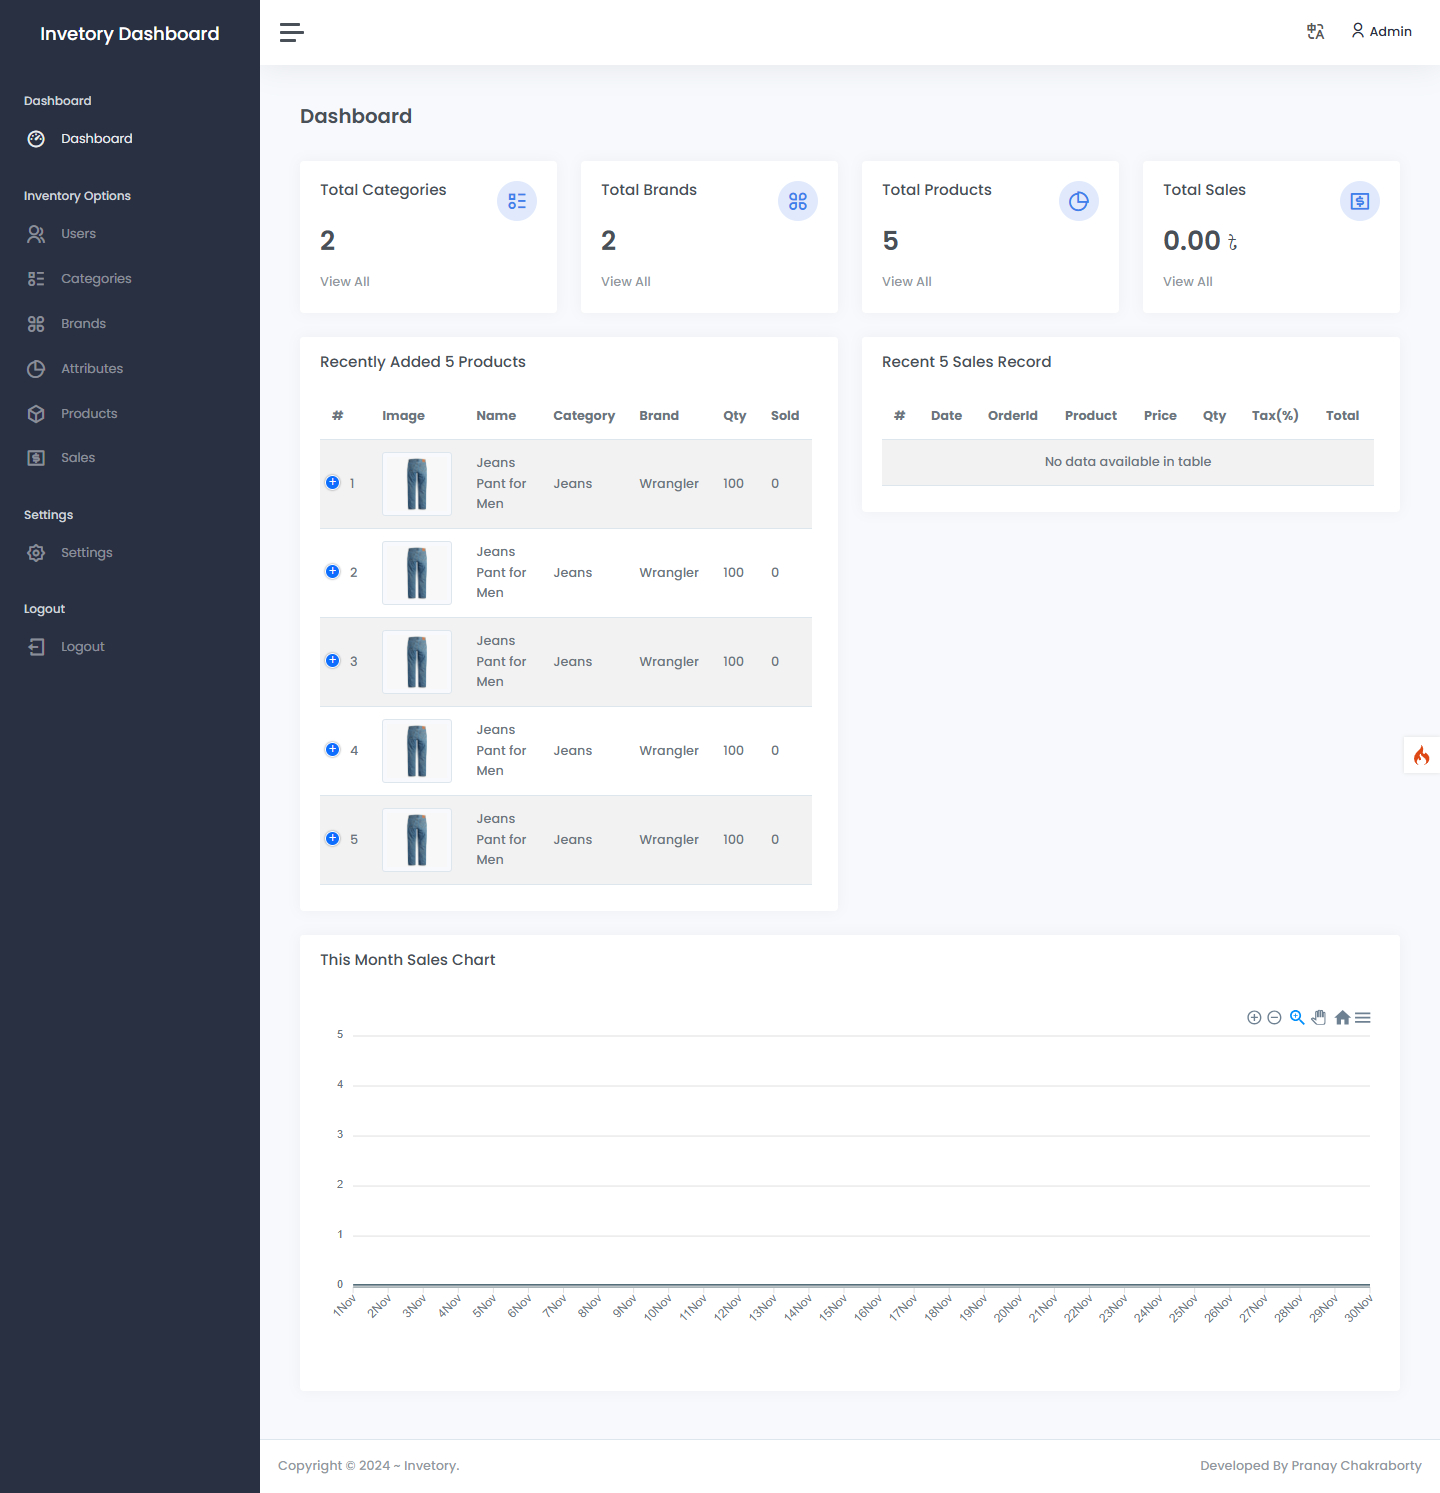 Invetory Dashboard
Admin
Dashboard
Dashboard
Inventory Options
Users
Categories
Brands
Attributes
Products
Sales
Settings
Settings
Logout
Logout
Dashboard
Total Categories
2
View All
Total Brands
2
View All
Total Products
5
View All
Total Sales
0.00 ৳
View All
Recently Added 5 Products
# Image Name Category Brand Qty Sold
1 Jeans Pant for Men Jeans Wrangler 100 0
2 Jeans Pant for Men Jeans Wrangler 100 0
3 Jeans Pant for Men Jeans Wrangler 100 0
4 Jeans Pant for Men Jeans Wrangler 100 0
5 Jeans Pant for Men Jeans Wrangler 100 0
Recent 5 Sales Record
# Date OrderId Product Price Qty Tax(%) Total
No data available in table
This Month Sales Chart
5
4
3
2
1
0
1Nov 2Nov 3Nov 4Nov 5Nov 6Nov 7Nov 8Nov 9Nov 10Nov 11Nov 12Nov 13Nov 14Nov 15Nov 16Nov 17Nov 18Nov 19Nov 20Nov 21Nov 22Nov 23Nov 24Nov 25Nov 26Nov 27Nov 28Nov 29Nov 30Nov
Copyright © 2024 ~ Invetory.
Developed By Pranay Chakraborty